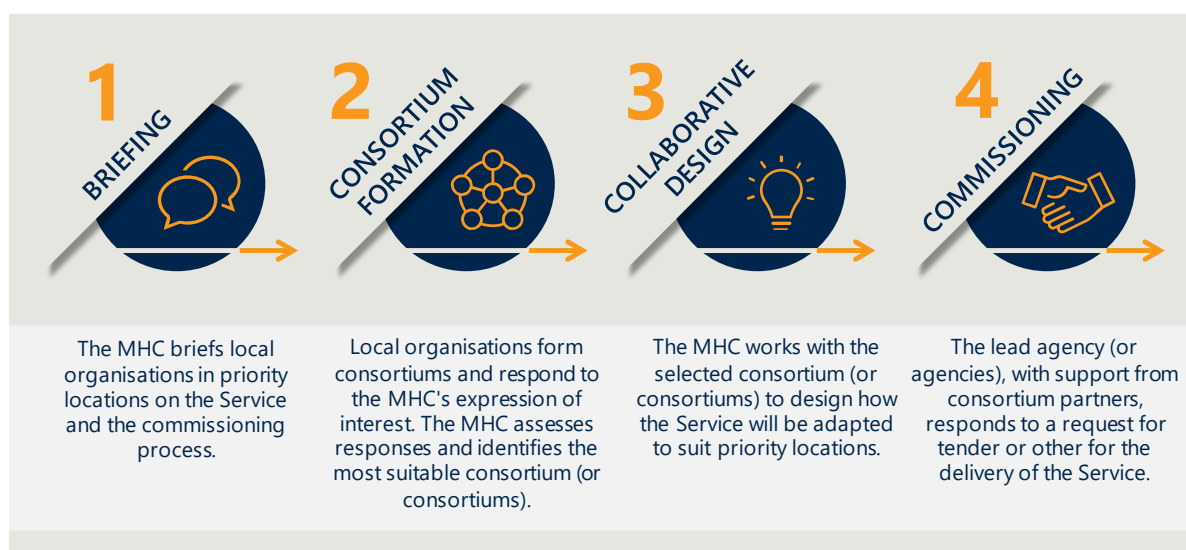 1
BRIEFING
The MHC briefs local
organisations in priority
locations on the Service
and the commissioning
process.
2
CONSORTIUM
FORMATION
Local organisations form
consortiums and respond to
the MHC's expression of
interest. The MHC assesses
responses and identifies the
most suitable consortium (or
consortiums).
3
COLLABORATIVE
DESIGN
The MHC works with the
selected consortium (or
consortiums) to design how
the Service will be adapted
to suit priority locations.
4
COMMISSIONING
The lead agency (or
agencies), with support from
consortium partners,
responds to a request for
tender or other for the
delivery of the Service.